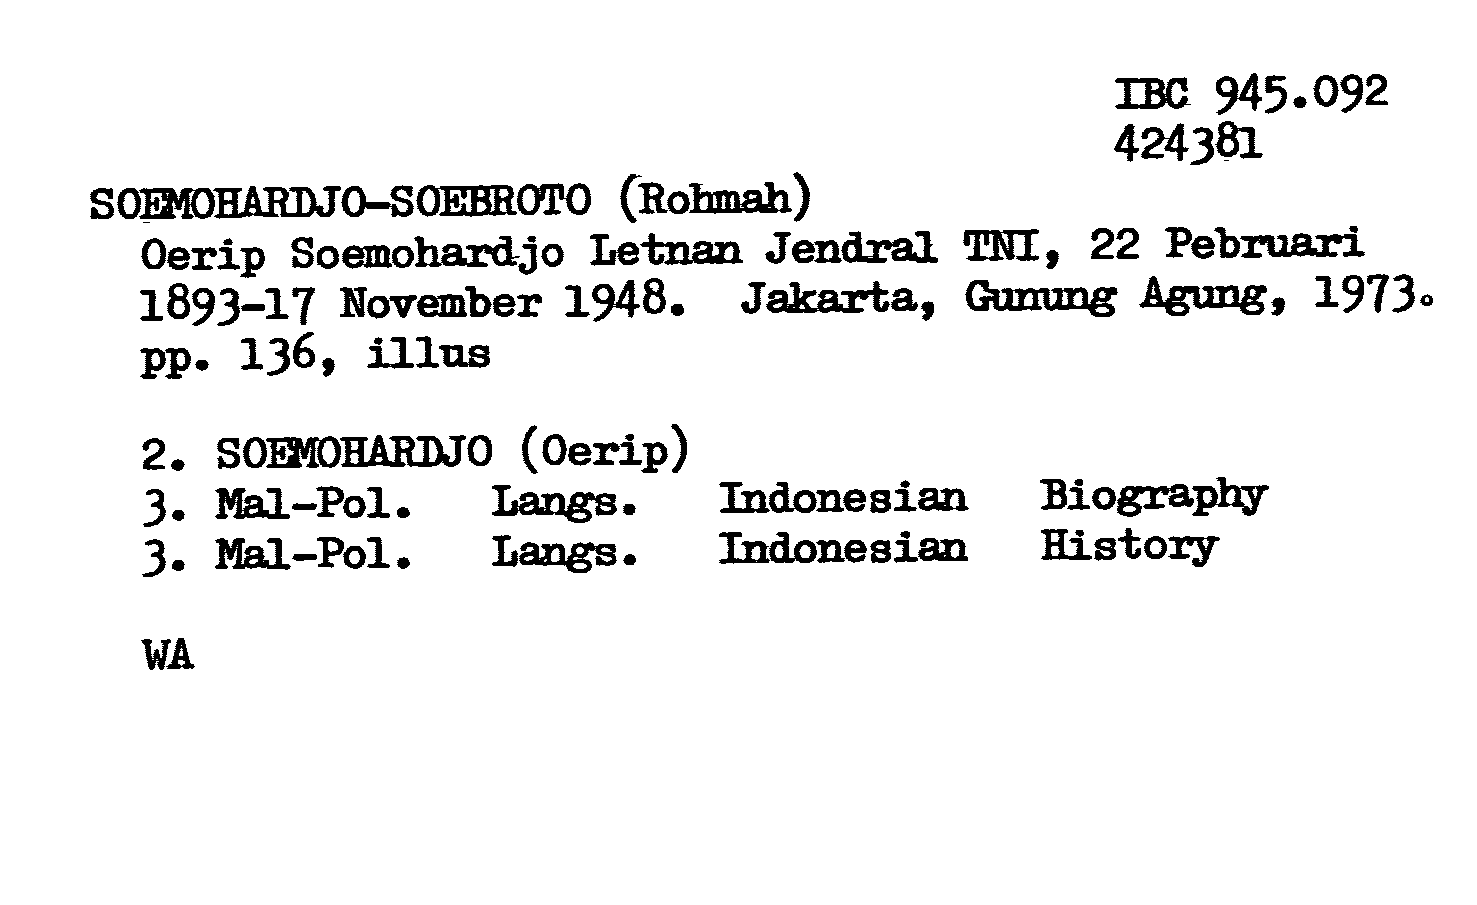 IBC 945.092
424381
SOEMOHARDJO-SOEBROTO (Rohmah)
Oerip Soemohardjo Letnan Jendral TNI, 22 Pebruari
1893-17 November 1948. Jakarta, Gunung Agung, 1973.
pp. 136, illus
2. SOEMOHARDJO (Oerip)
3. Mal-Pol. Langs. Indonesian Biography
3. Mal-Pol. Langs. Indonesian History
WA